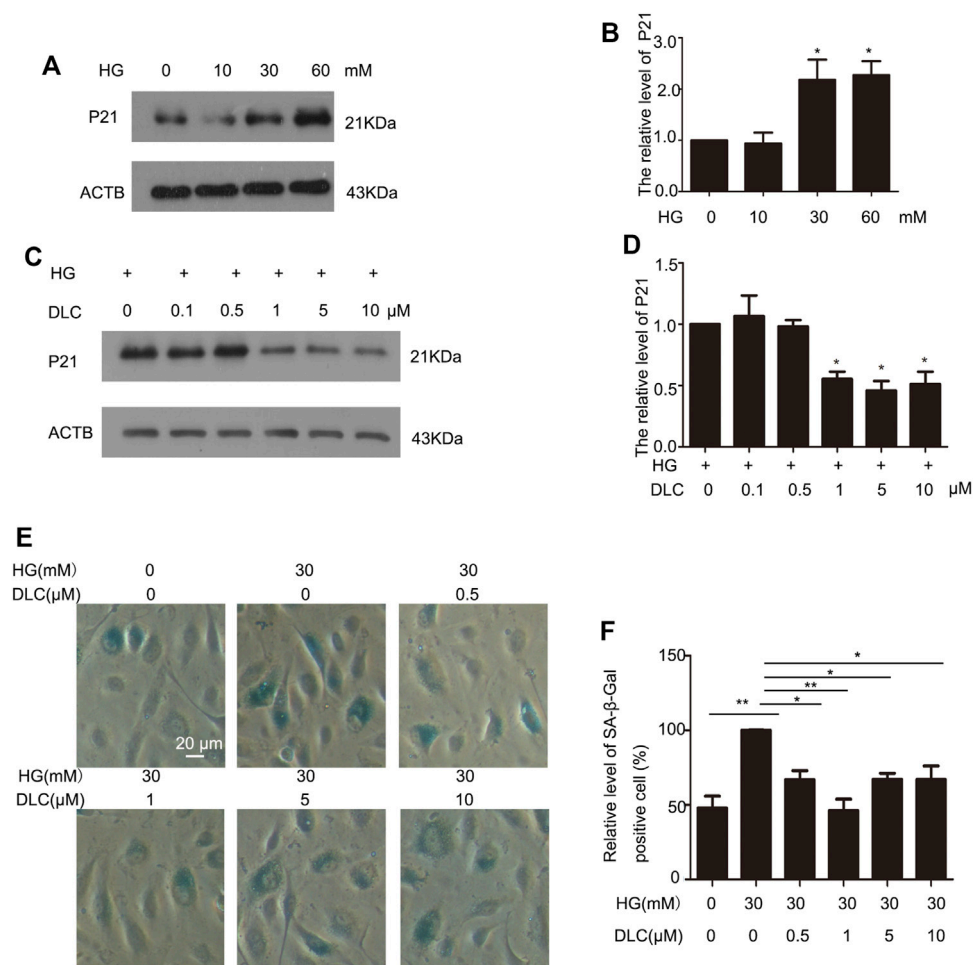 A
HG 0 10 30 60 mM
P21 21KDa
ACTB 43KDa
B
The relative level of P21
3.0
2.0
1.0
0.0
* *
HG 0 10 30 60 mM
C
HG + + + + + +
DLC 0 0.1 0.5 1 5 10 µM
P21 21KDa
ACTB 43KDa
D
The relative level of P21
1.5
1.0
0.5
0.0
* * *
HG + + + + + +
DLC 0 0.1 0.5 1 5 10 µM
E
HG(mM) 0 30 30
DLC(µM) 0 0 0.5
20 µm
HG(mM) 30 30 30
DLC(µM) 1 5 10
F
Relative level of SA-β-Gal
positive cell (%)
150
100
50
0
*
*
**
*
**
HG(mM) 0 30 30 30 30 30
DLC(µM) 0 0 0.5 1 5 10